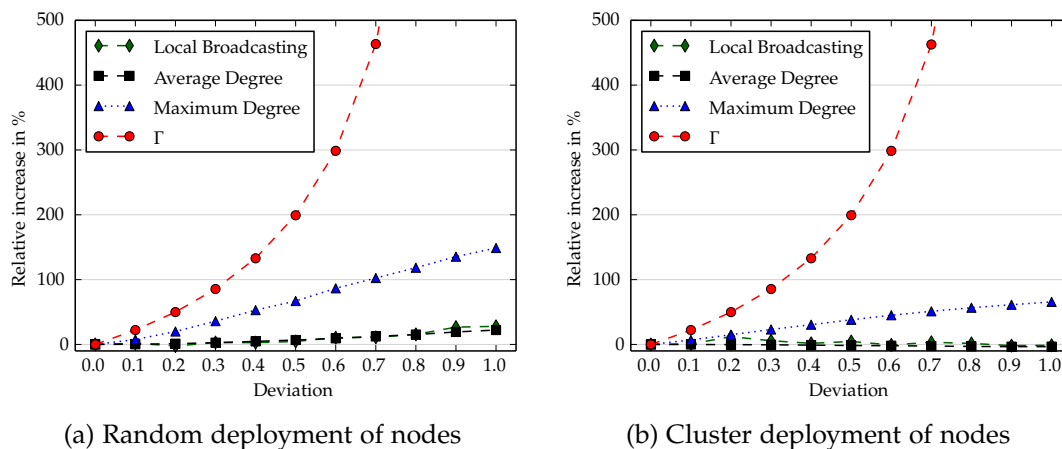 500
400
300
200
100
0
Relative increase in %
Local Broadcasting
Average Degree
Maximum Degree
Γ
0.0 0.1 0.2 0.3 0.4 0.5 0.6 0.7 0.8 0.9 1.0
Deviation
(a) Random deployment of nodes
500
400
300
200
100
0
Relative increase in %
Local Broadcasting
Average Degree
Maximum Degree
Γ
0.0 0.1 0.2 0.3 0.4 0.5 0.6 0.7 0.8 0.9 1.0
Deviation
(b) Cluster deployment of nodes